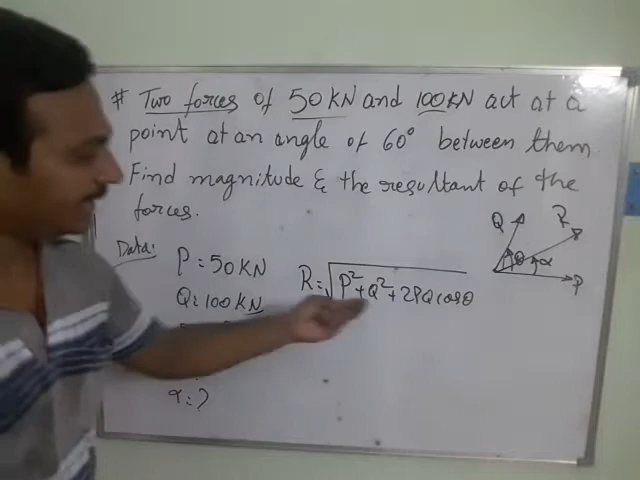 # Two forces of 50 KN and 100 KN act at a
point at an angle of 60° between them.
Find magnitude & the resultant of the
forces.
Data:
P = 50 KN
Q = 100 KN
α = ?
R = √P²+Q²+2PQ cosθ
Q
R
θ
α
P